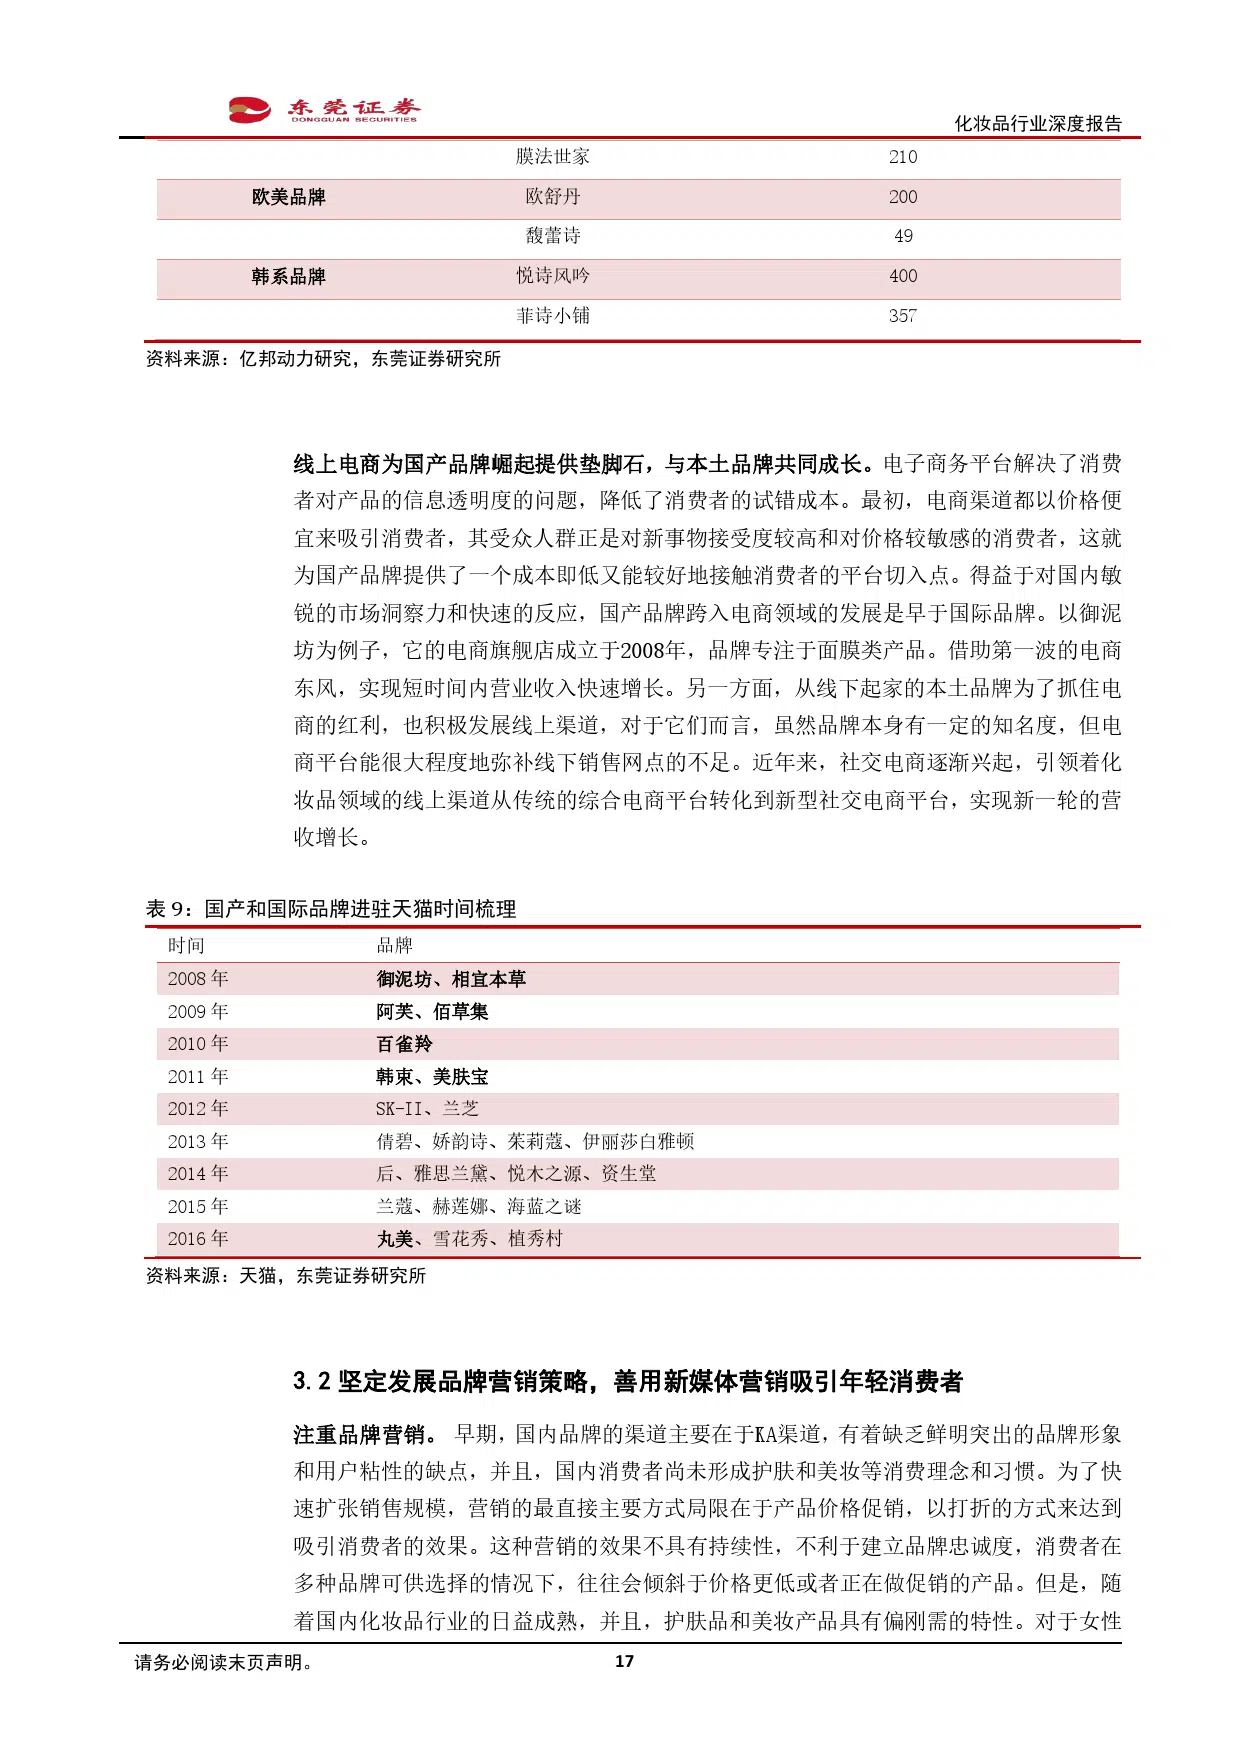 东莞证券
DONGGUAN SECURITIES
化妆品行业深度报告
膜法世家 210
欧美品牌 欧舒丹 200
馥蕾诗 49
韩系品牌 悦诗风吟 400
菲诗小铺 357
资料来源：亿邦动力研究，东莞证券研究所
线上电商为国产品牌崛起提供垫脚石，与本土品牌共同成长。电子商务平台解决了消费
者对产品的信息透明度的问题，降低了消费者的试错成本。最初，电商渠道都以价格便
宜来吸引消费者，其受众人群正是对新事物接受度较高和对价格较敏感的消费者，这就
为国产品牌提供了一个成本即低又能较好地接触消费者的平台切入点。得益于对国内敏
锐的市场洞察力和快速的反应，国产品牌跨入电商领域的发展是早于国际品牌。以御泥
坊为例子，它的电商旗舰店成立于2008年，品牌专注于面膜类产品。借助第一波的电商
东风，实现短时间内营业收入快速增长。另一方面，从线下起家的本土品牌为了抓住电
商的红利，也积极发展线上渠道，对于它们而言，虽然品牌本身有一定的知名度，但电
商平台能很大程度地弥补线下销售网点的不足。近年来，社交电商逐渐兴起，引领着化
妆品领域的线上渠道从传统的综合电商平台转化到新型社交电商平台，实现新一轮的营
收增长。
表 9：国产和国际品牌进驻天猫时间梳理
时间 品牌
2008 年 御泥坊、相宜本草
2009 年 阿芙、佰草集
2010 年 百雀羚
2011 年 韩束、美肤宝
2012 年 SK-II、兰芝
2013 年 倩碧、娇韵诗、茱莉蔻、伊丽莎白雅顿
2014 年 后、雅思兰黛、悦木之源、资生堂
2015 年 兰蔻、赫莲娜、海蓝之谜
2016 年 丸美、雪花秀、植秀村
资料来源：天猫，东莞证券研究所
3.2 坚定发展品牌营销策略，善用新媒体营销吸引年轻消费者
注重品牌营销。 早期，国内品牌的渠道主要在于KA渠道，有着缺乏鲜明突出的品牌形象
和用户粘性的缺点，并且，国内消费者尚未形成护肤和美妆等消费理念和习惯。为了快
速扩张销售规模，营销的最直接主要方式局限在于产品价格促销，以打折的方式来达到
吸引消费者的效果。这种营销的效果不具有持续性，不利于建立品牌忠诚度，消费者在
多种品牌可供选择的情况下，往往会倾斜于价格更低或者正在做促销的产品。但是，随
着国内化妆品行业的日益成熟，并且，护肤品和美妆产品具有偏刚需的特性。对于女性
请务必阅读末页声明。 17